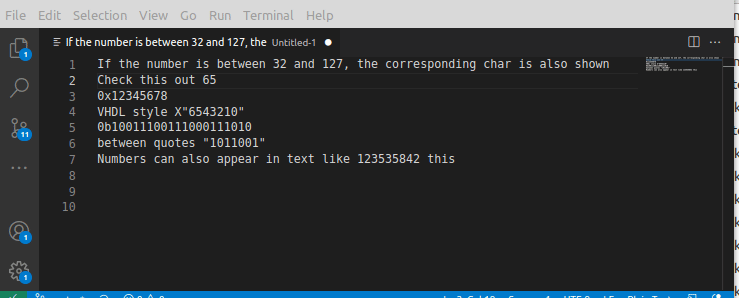 File Edit Selection View Go Run Terminal Help
If the number is between 32 and 127, the Untitled-1
1 If the number is between 32 and 127, the corresponding char is also shown
2 Check this out 65
3 0x12345678
4 VHDL style X"6543210"
5 0b10011100111000111010
6 between quotes "1011001"
7 Numbers can also appear in text like 123535842 this
8
9
10
1
11
1
1